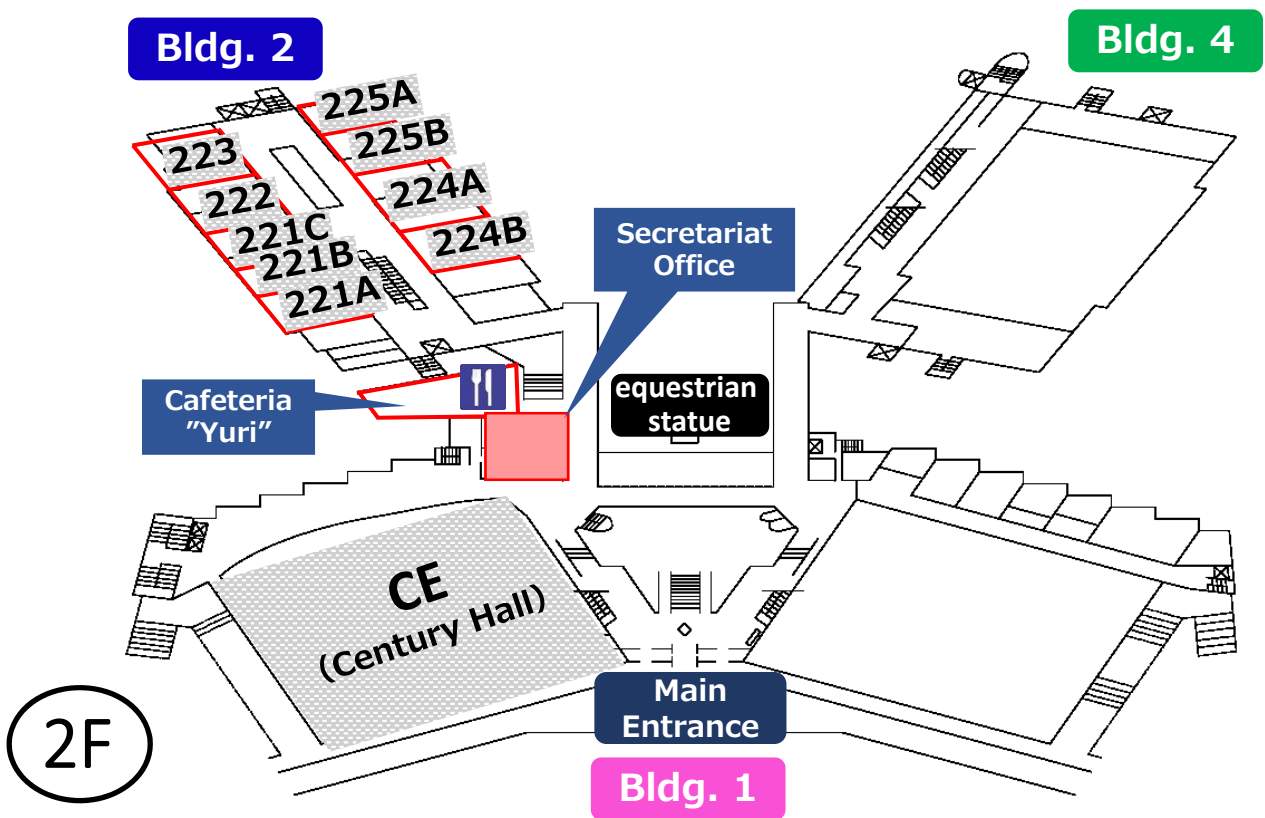 Bldg. 2
Bldg. 4
225A
225B
223
224A
222
224B
221C
221B
221A
Secretariat
Office
Cafeteria
”Yuri”
equestrian
statue
CE
(Century Hall)
Main
Entrance
2F
Bldg. 1